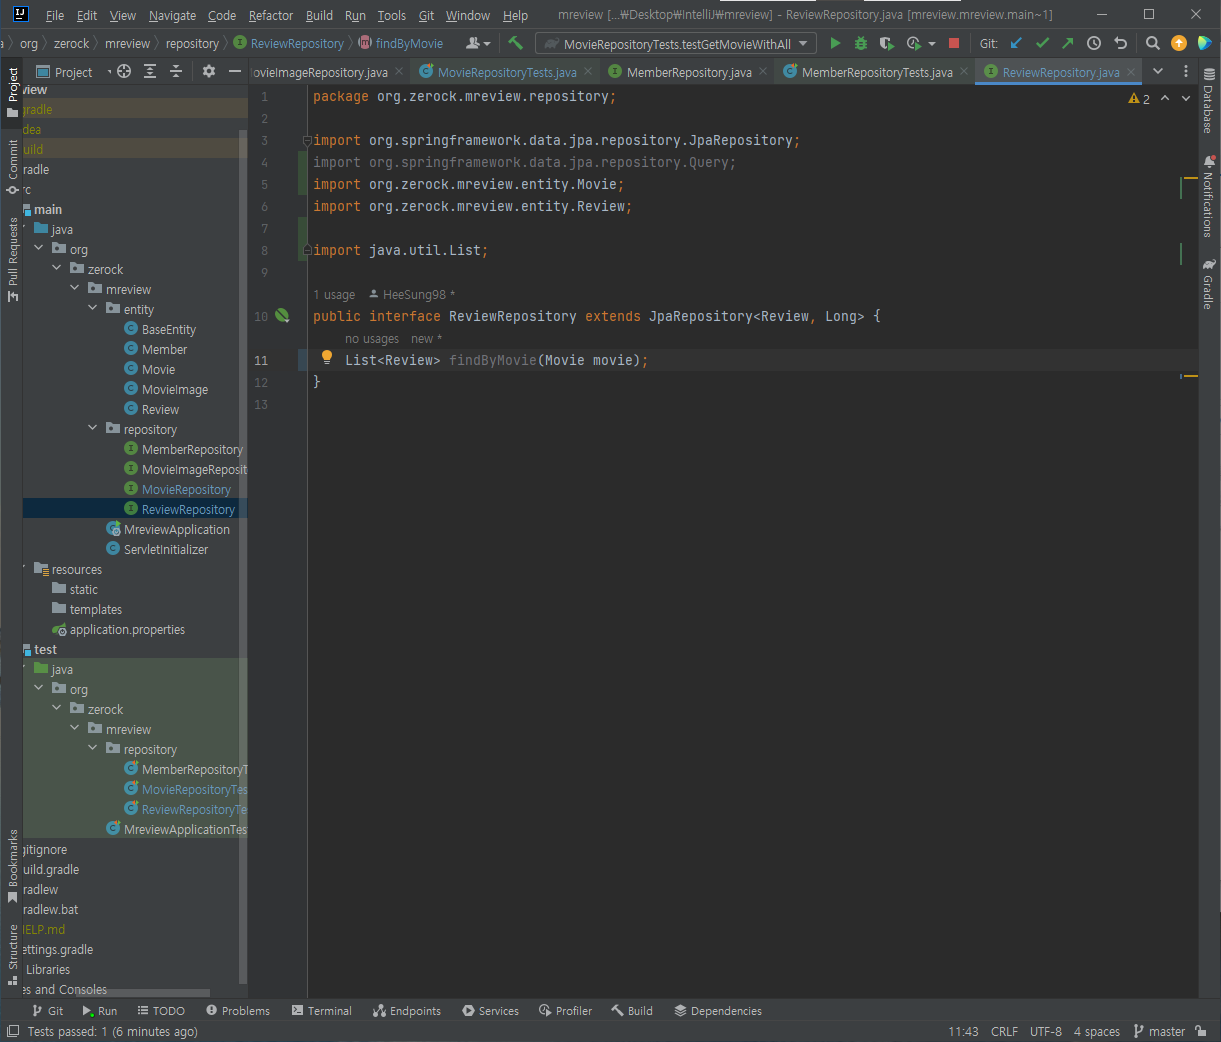 File Edit View Navigate Code Refactor Build Run Tools Git Window Help mreview [...₩Desktop₩IntelliJ₩mreview] - ReviewRepository.java [mreview.mreview.main~1]
a org zerock mreview repository ReviewRepository findByMovie MovieRepositoryTests.testGetMovieWithAll Git:
Project ovieImageRepository.java MovieRepositoryTests.java MemberRepository.java MemberRepositoryTests.java ReviewRepository.java
view
gradle
dea
uild
radle
rc
main
java
org
zerock
mreview
entity
BaseEntity
Member
Movie
MovieImage
Review
repository
MemberRepository
MovieImageReposit
MovieRepository
ReviewRepository
MreviewApplication
ServletInitializer
resources
static
templates
application.properties
test
java
org
zerock
mreview
repository
MemberRepositoryT
MovieRepositoryTes
ReviewRepositoryTe
MreviewApplicationTes
gitignore
uild.gradle
radlew
radlew.bat
HELP.md
ettings.gradle
Libraries
es and Consoles
1 package org.zerock.mreview.repository;
2
3 import org.springframework.data.jpa.repository.JpaRepository;
4 import org.springframework.data.jpa.repository.Query;
5 import org.zerock.mreview.entity.Movie;
6 import org.zerock.mreview.entity.Review;
7
8 import java.util.List;
9
1 usage HeeSung98 *
10 public interface ReviewRepository extends JpaRepository<Review, Long> {
no usages new *
11 List<Review> findByMovie(Movie movie);
12 }
13
2
Project
Commit
Pull Requests
Bookmarks
Structure
Database
Notifications
Gradle
Git Run TODO Problems Terminal Endpoints Services Profiler Build Dependencies
Tests passed: 1 (6 minutes ago) 11:43 CRLF UTF-8 4 spaces master